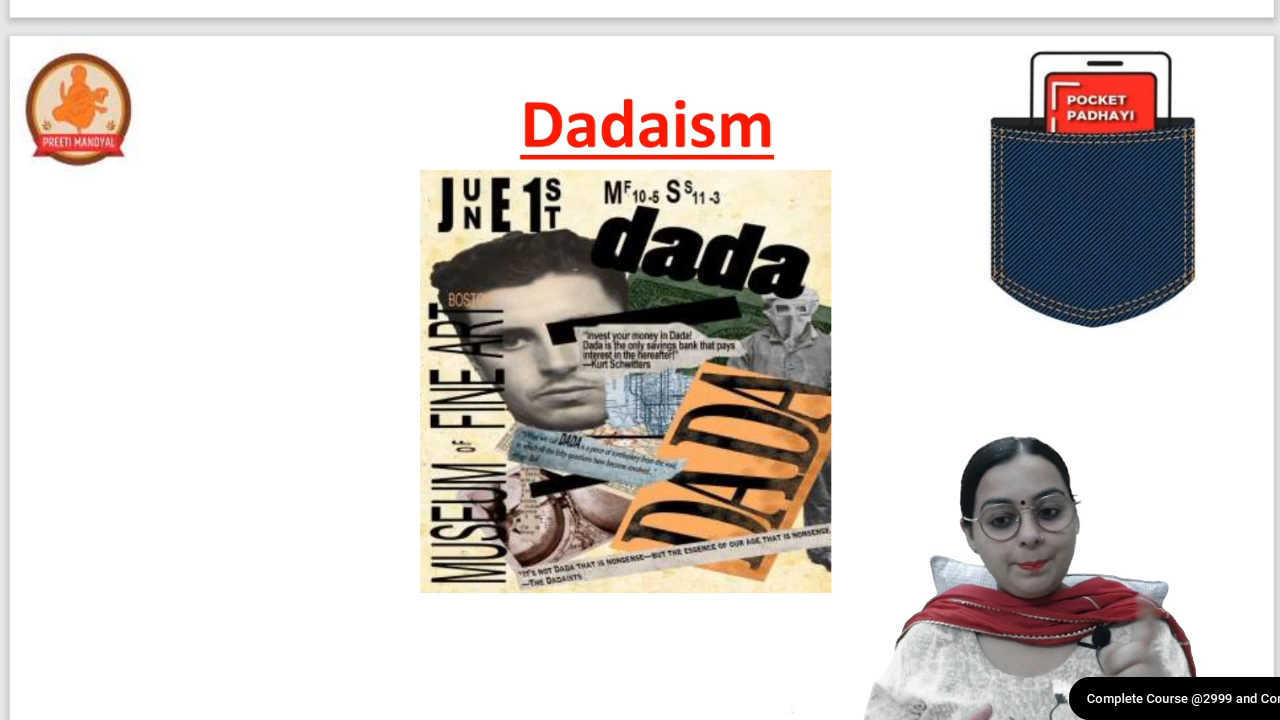 PREETI MANDYAL
Dadaism
POCKET
PADHAYI
JUNE 1ST
MF 10-5 SS 11-3
dada
BOSTON
MUSEUM OF FINE ART
"Invest your money in Dada!
Dada is the only savings bank that pays
interest in the hereafter!"
—Kurt Schwitters
DADA
"IT'S NOT DADA THAT IS NONSENSE—BUT THE ESSENCE OF OUR AGE THAT IS NONSENSE
—THE DADAISTS
Complete Course @2999 and Co